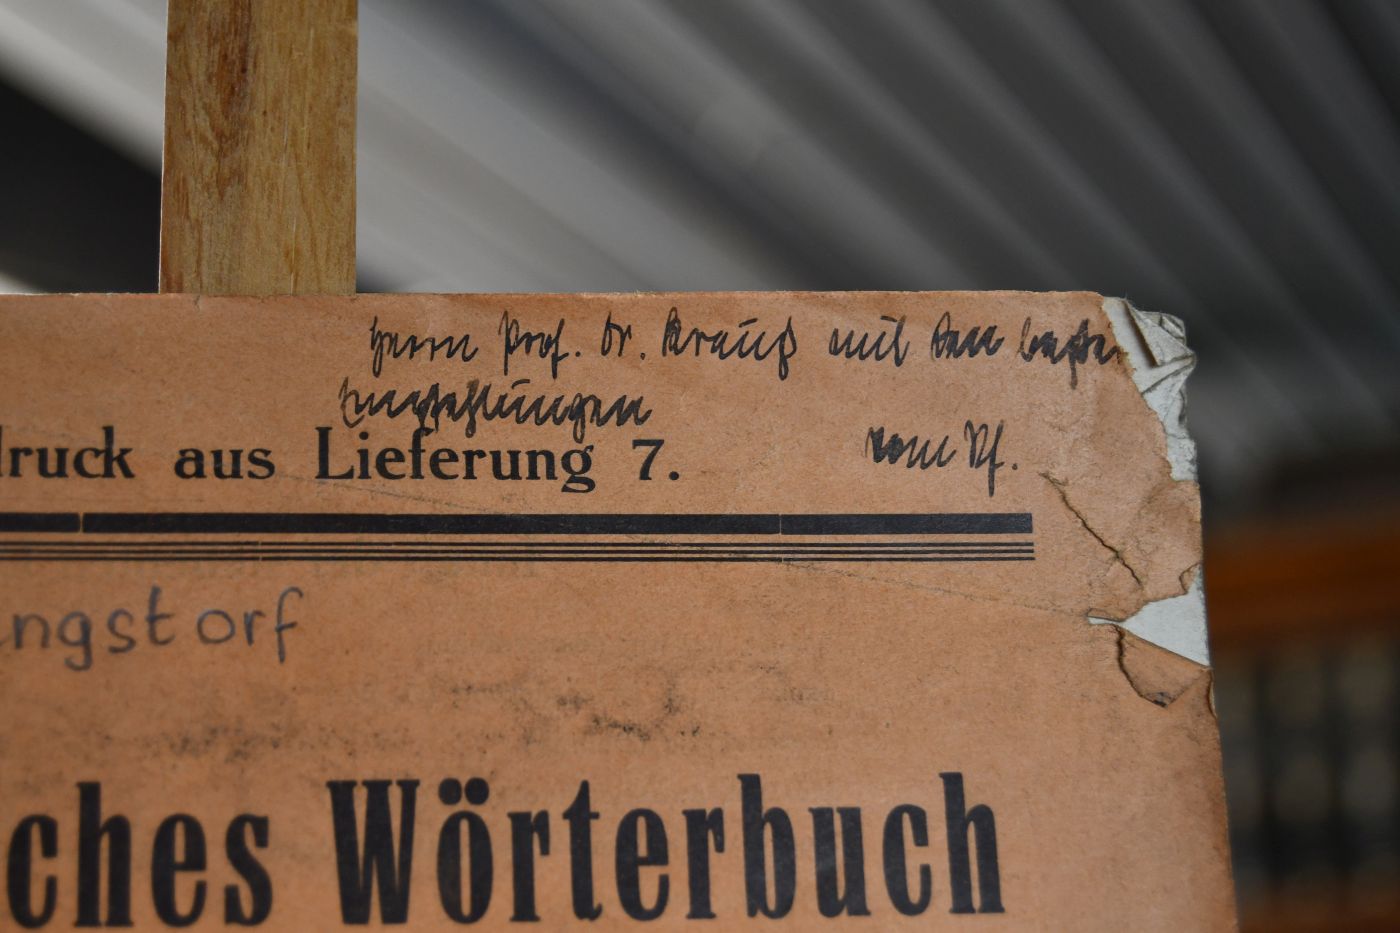 Herrn Prof. Dr. Krauß mit den besten
Empfehlungen
vom Vf.
druck aus Lieferung 7.
ngstorf
ches Wörterbuch